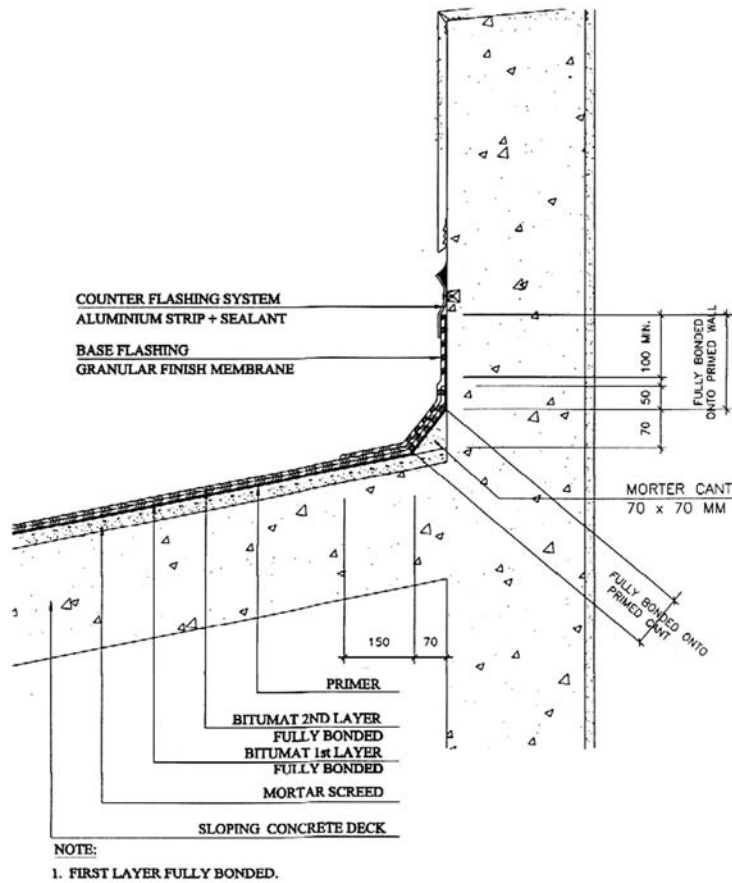 COUNTER FLASHING SYSTEM
ALUMINIUM STRIP + SEALANT
BASE FLASHING
GRANULAR FINISH MEMBRANE
100 MIN.
50
70
FULLY BONDED
ONTO PRIMED WALL
MORTER CANT
70 x 70 MM
FULLY BONDED ONTO
PRIMED CANT
150
70
PRIMER
BITUMAT 2ND LAYER
FULLY BONDED
BITUMAT 1st LAYER
FULLY BONDED
MORTAR SCREED
SLOPING CONCRETE DECK
NOTE:
1. FIRST LAYER FULLY BONDED.